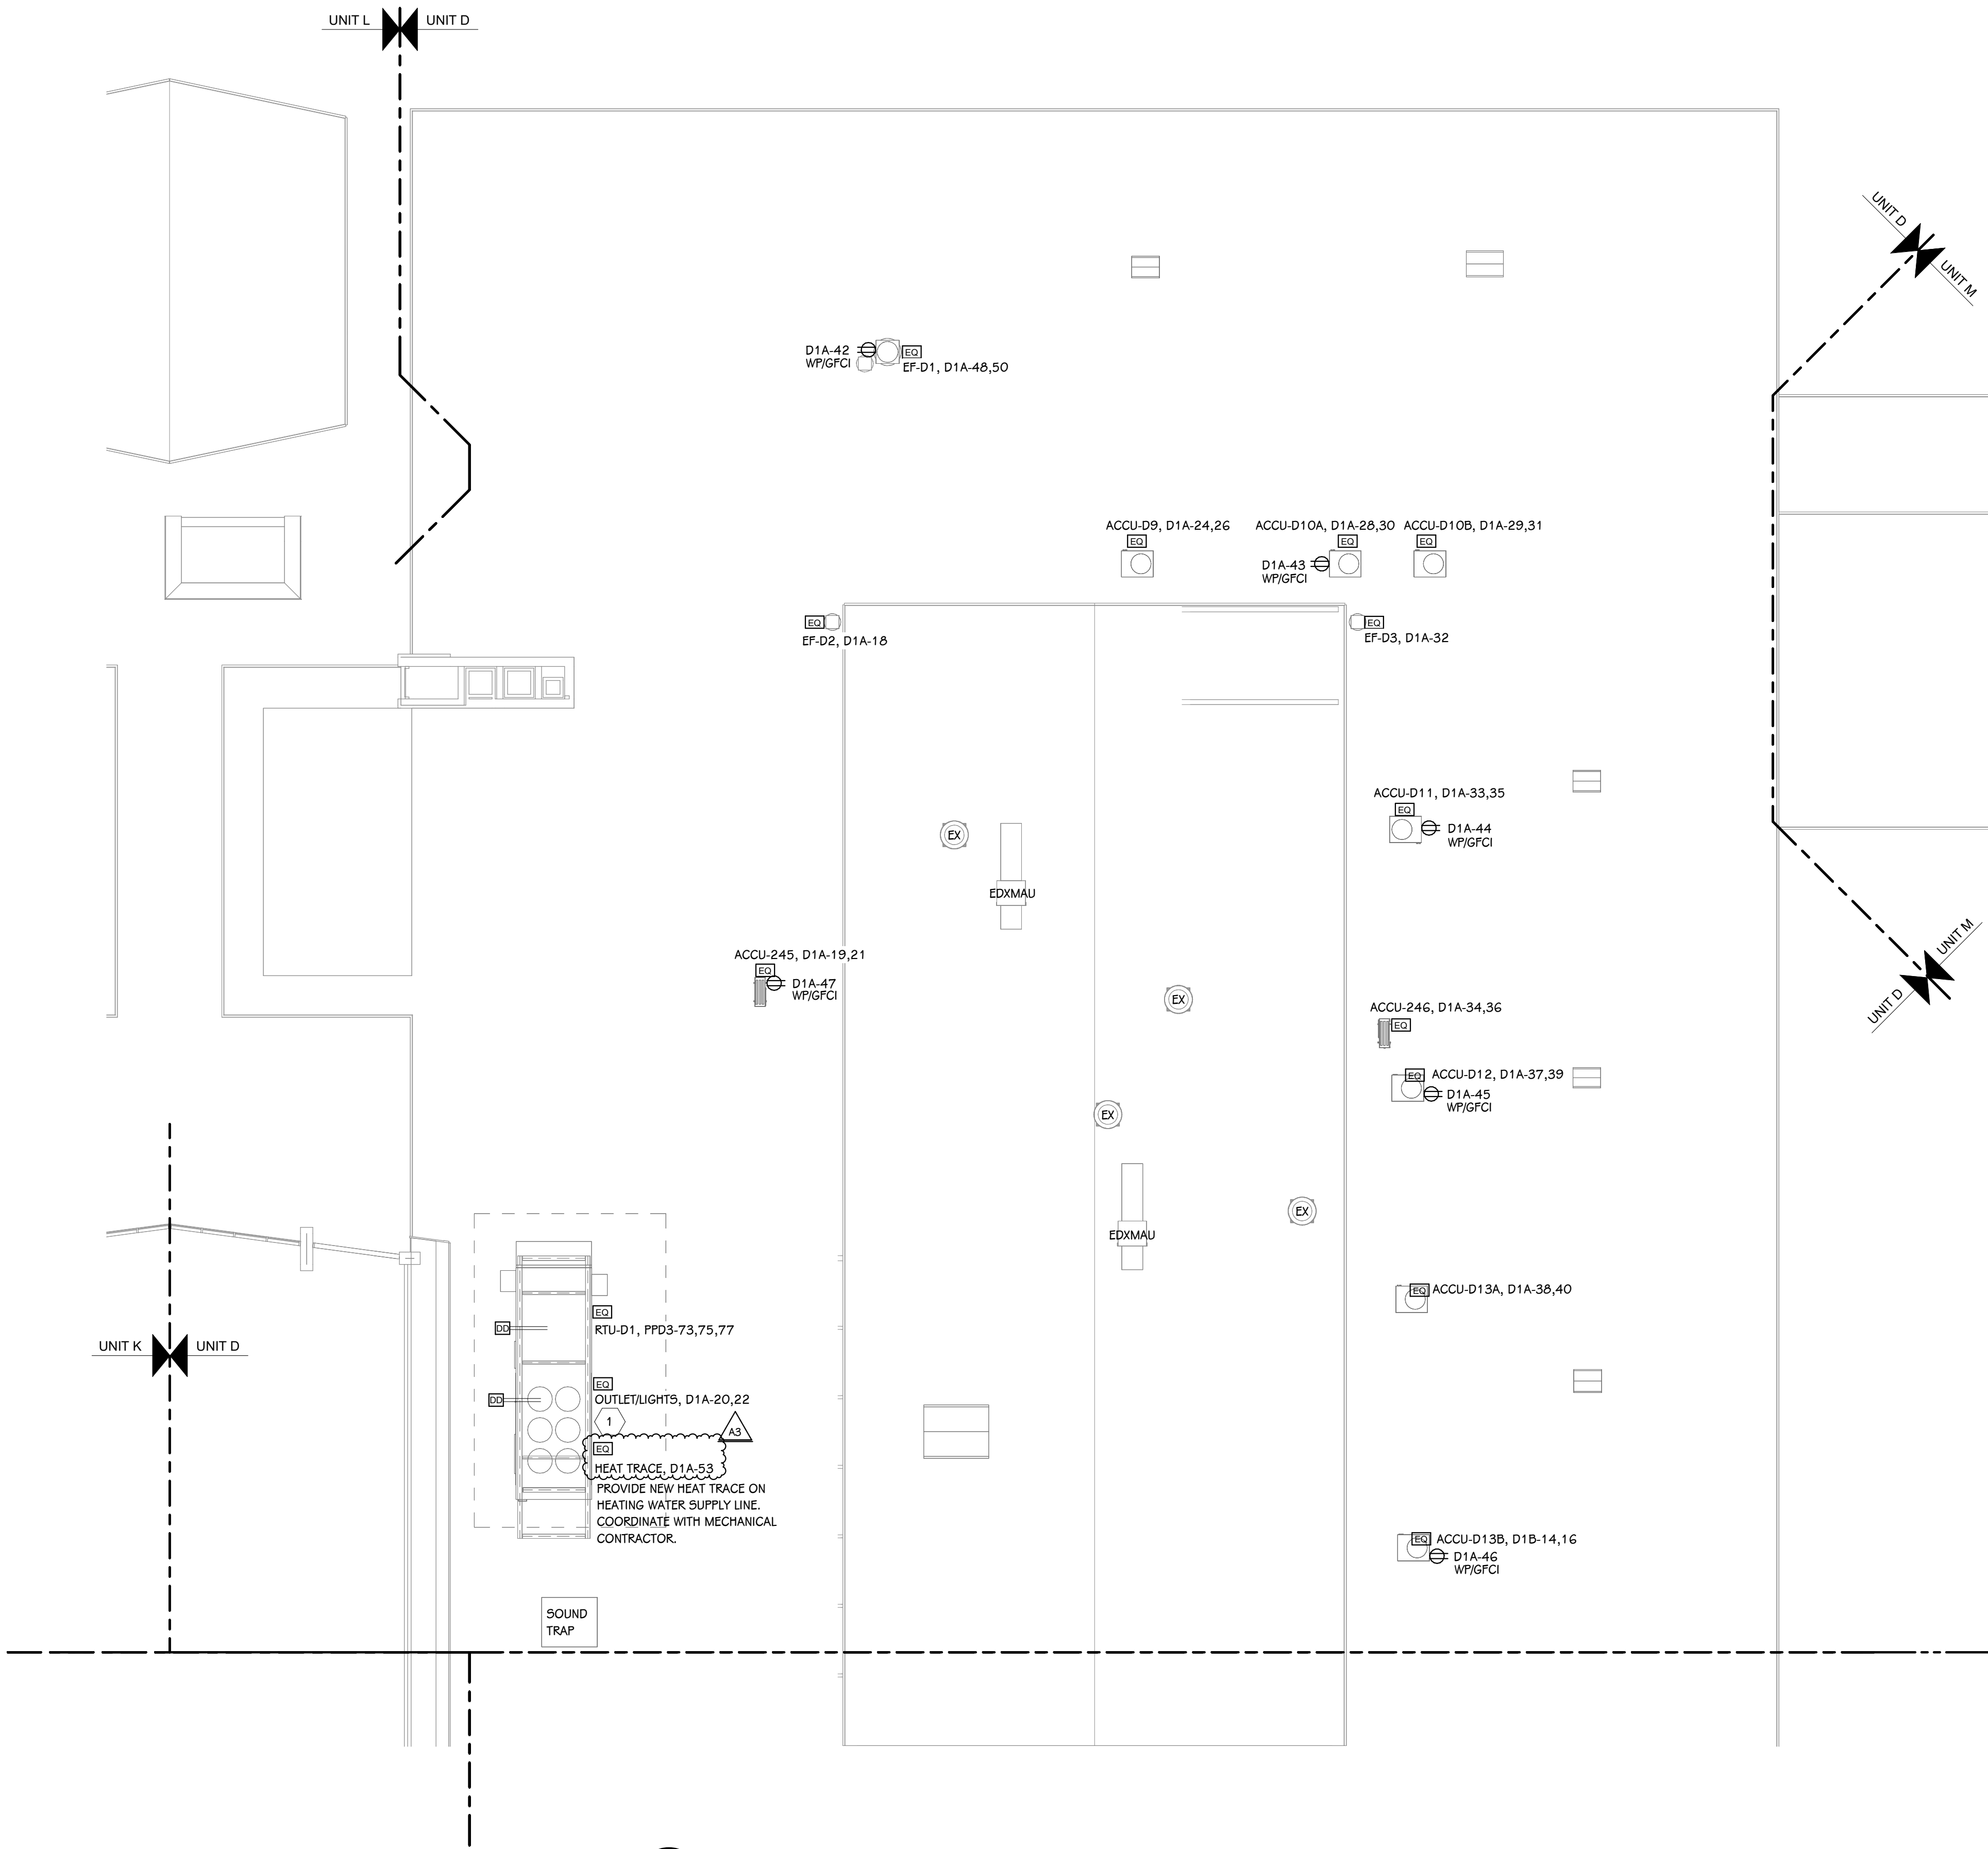 UNIT L
UNIT D
UNIT D
UNIT M
D1A-42
WP/GFCI
EQ
EF-D1, D1A-48,50
ACCU-D9, D1A-24,26
EQ
ACCU-D10A, D1A-28,30
EQ
ACCU-D10B, D1A-29,31
EQ
D1A-43
WP/GFCI
EQ
EF-D2, D1A-18
EQ
EF-D3, D1A-32
ACCU-D11, D1A-33,35
EQ
D1A-44
WP/GFCI
EX
EDXMAU
ACCU-245, D1A-19,21
EQ
D1A-47
WP/GFCI
EX
UNIT M
UNIT D
ACCU-246, D1A-34,36
EQ
EQ
ACCU-D12, D1A-37,39
D1A-45
WP/GFCI
EX
EX
EDXMAU
EQ
ACCU-D13A, D1A-38,40
EQ
DD
RTU-D1, PPD3-73,75,77
UNIT K
UNIT D
EQ
DD
OUTLET/LIGHTS, D1A-20,22
1
A3
EQ
HEAT TRACE, D1A-53
PROVIDE NEW HEAT TRACE ON
HEATING WATER SUPPLY LINE.
COORDINATE WITH MECHANICAL
CONTRACTOR.
EQ
ACCU-D13B, D1B-14,16
D1A-46
WP/GFCI
SOUND
TRAP